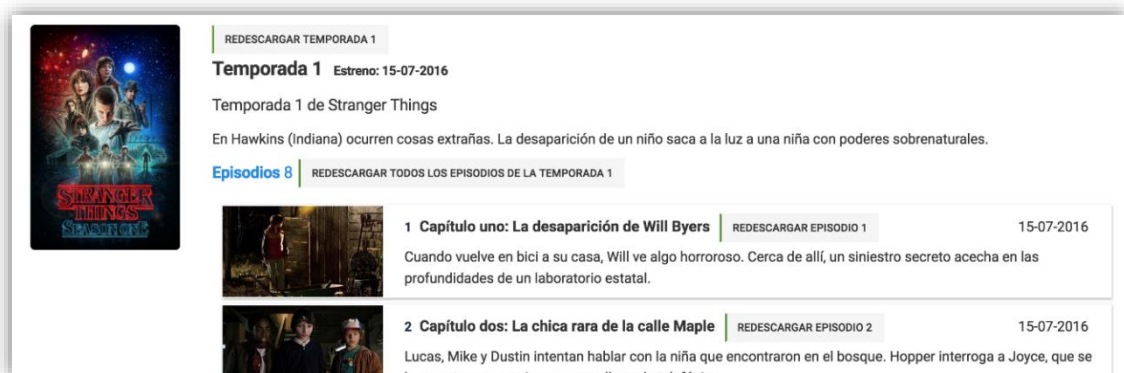 REDESCARGAR TEMPORADA 1
Temporada 1 Estreno: 15-07-2016
Temporada 1 de Stranger Things
En Hawkins (Indiana) ocurren cosas extrañas. La desaparición de un niño saca a la luz a una niña con poderes sobrenaturales.
Episodios 8 REDESCARGAR TODOS LOS EPISODIOS DE LA TEMPORADA 1
STRANGER
THINGS
SEASON ONE
1 Capítulo uno: La desaparición de Will Byers REDESCARGAR EPISODIO 1 15-07-2016
Cuando vuelve en bici a su casa, Will ve algo horroroso. Cerca de allí, un siniestro secreto acecha en las
profundidades de un laboratorio estatal.
2 Capítulo dos: La chica rara de la calle Maple REDESCARGAR EPISODIO 2 15-07-2016
Lucas, Mike y Dustin intentan hablar con la niña que encontraron en el bosque. Hopper interroga a Joyce, que se